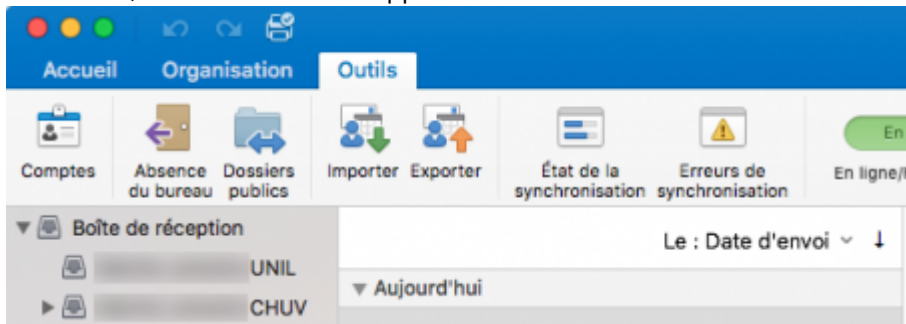 Accueil Organisation Outils
Comptes Absence du bureau Dossiers publics Importer Exporter État de la synchronisation Erreurs de synchronisation En ligne/
En
Boîte de réception
Le : Date d'envoi
UNIL
Aujourd'hui
CHUV